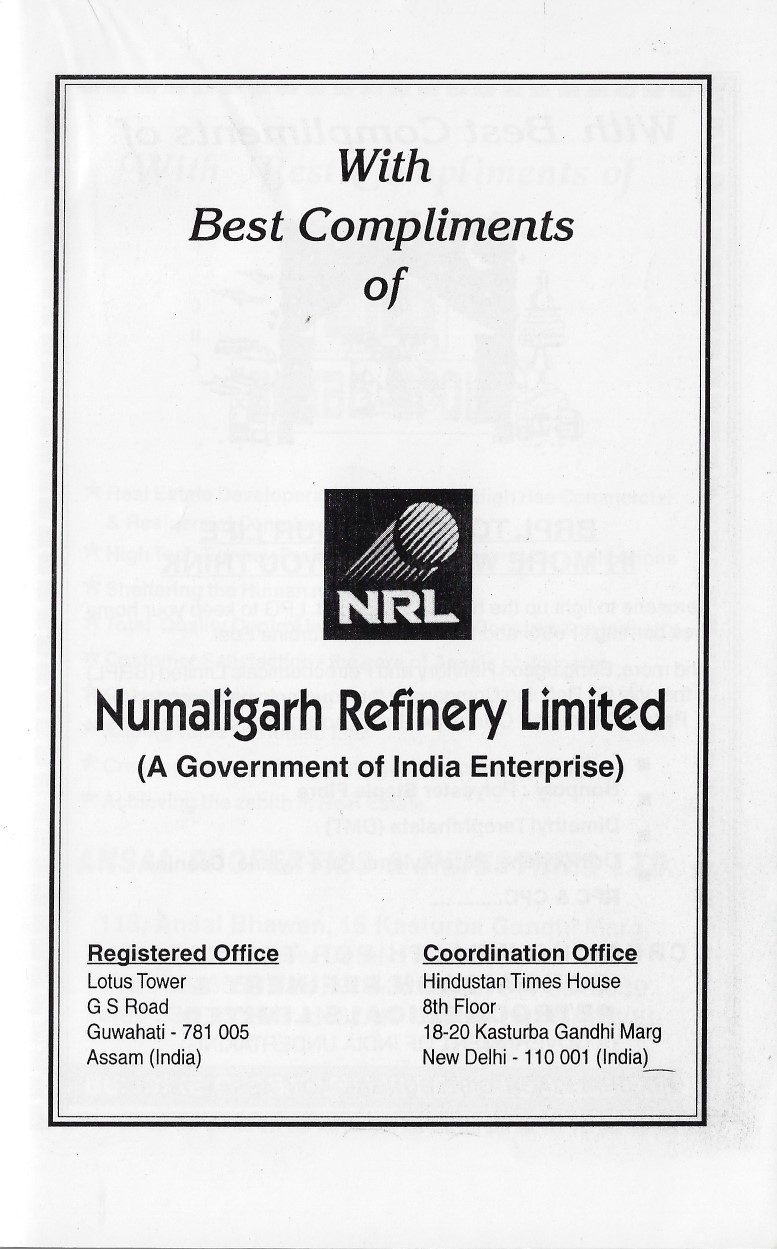 With
Best Compliments
of
NRL
Numaligarh Refinery Limited
(A Government of India Enterprise)
Registered Office
Lotus Tower
G S Road
Guwahati - 781 005
Assam (India)
Coordination Office
Hindustan Times House
8th Floor
18-20 Kasturba Gandhi Marg
New Delhi - 110 001 (India)